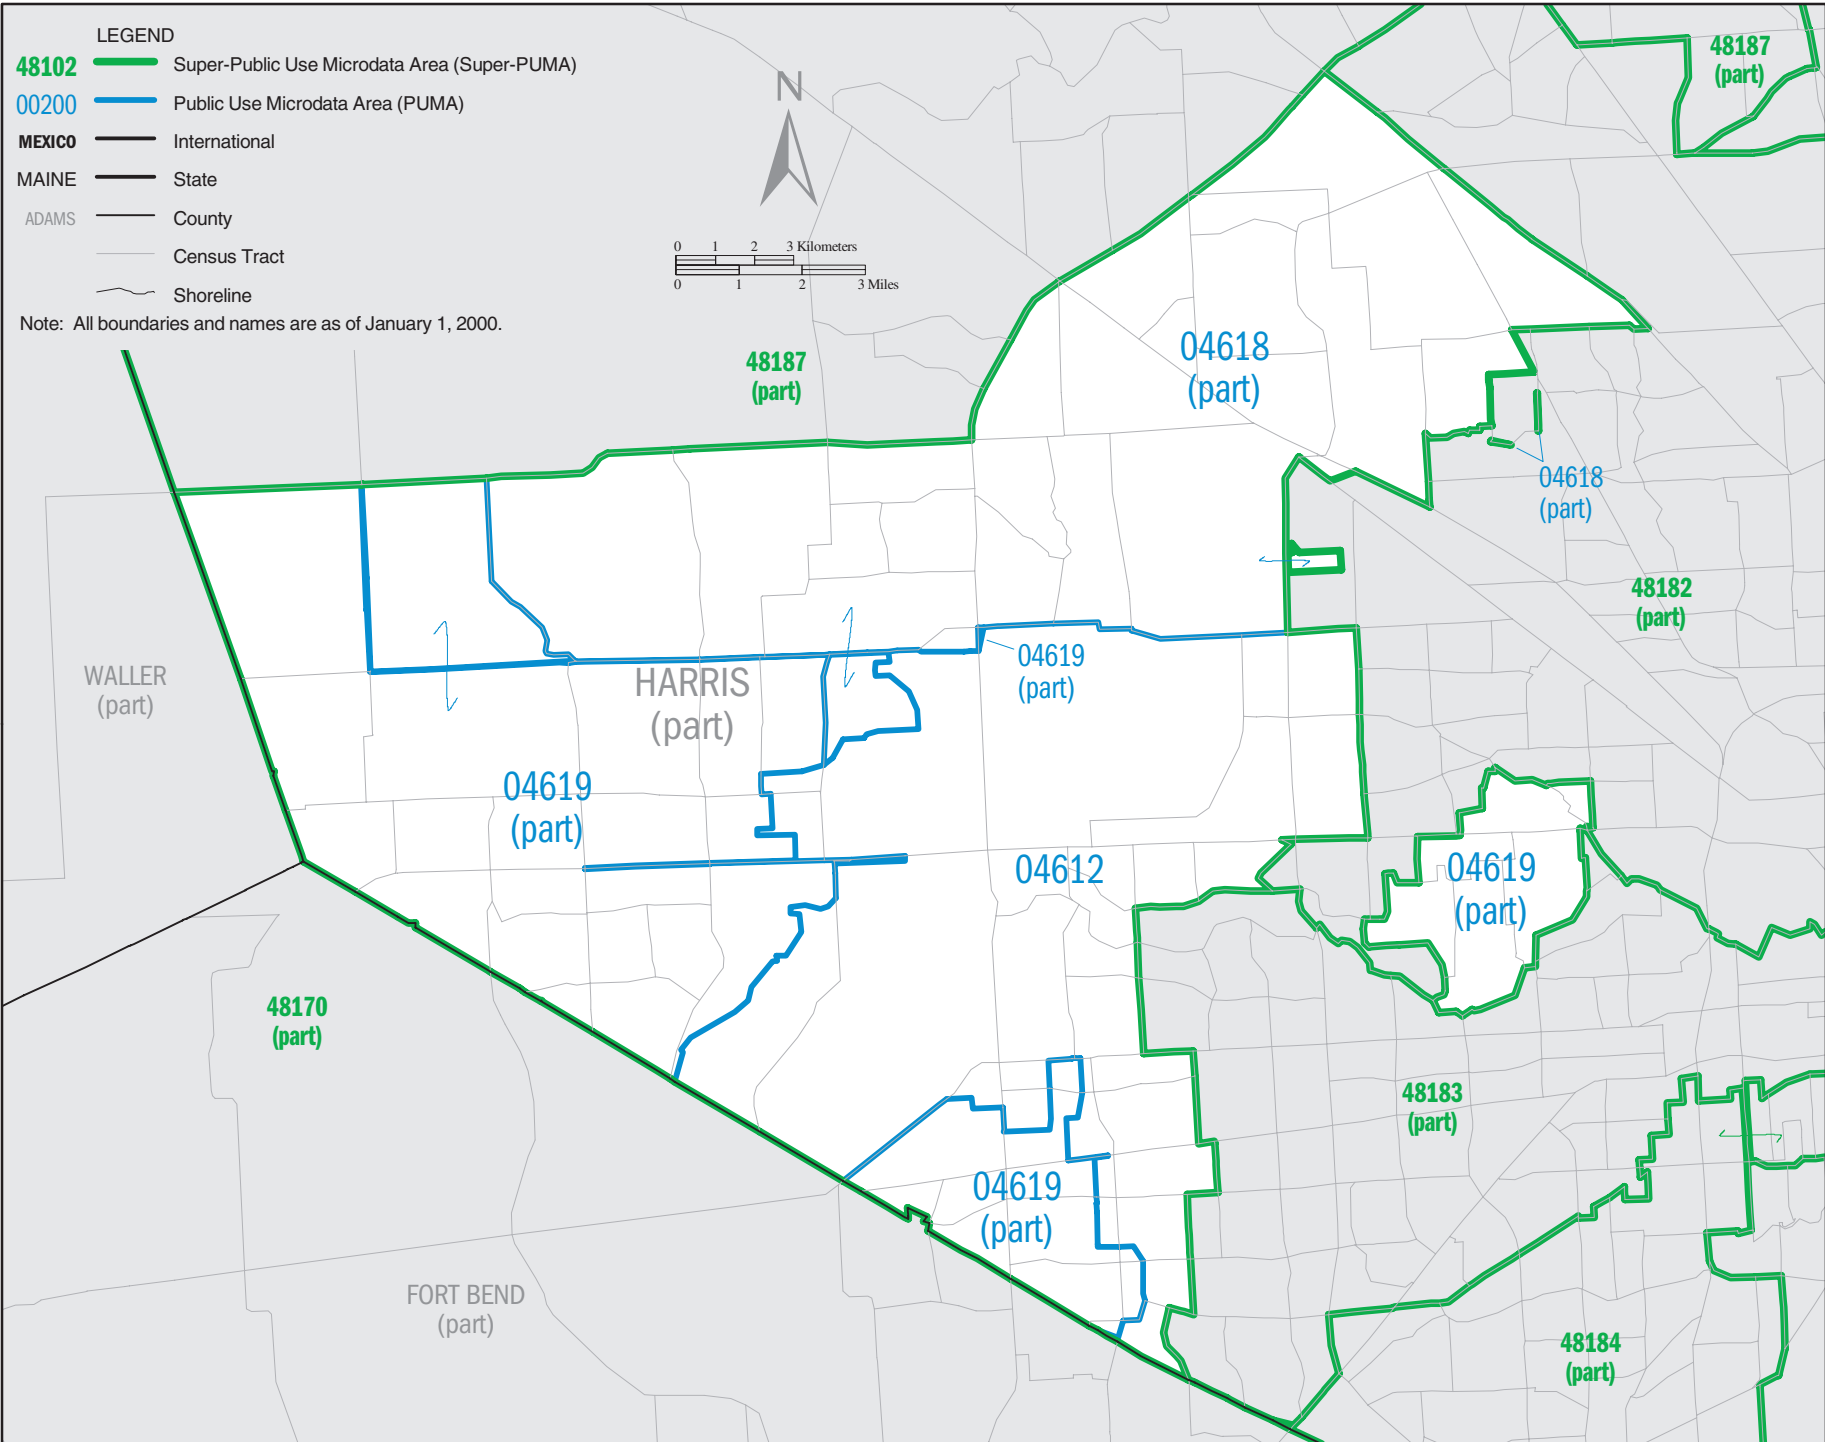 LEGEND
48102 Super-Public Use Microdata Area (Super-PUMA)
00200 Public Use Microdata Area (PUMA)
MEXICO International
MAINE State
ADAMS County
Census Tract
Shoreline
Note: All boundaries and names are as of January 1, 2000.
N
0 1 2 3 Kilometers
0 1 2 3 Miles
48187
(part)
48187
(part)
04618
(part)
04618
(part)
48182
(part)
WALLER
(part)
HARRIS
(part)
04619
(part)
04619
(part)
04612
04619
(part)
48170
(part)
48183
(part)
04619
(part)
FORT BEND
(part)
48184
(part)